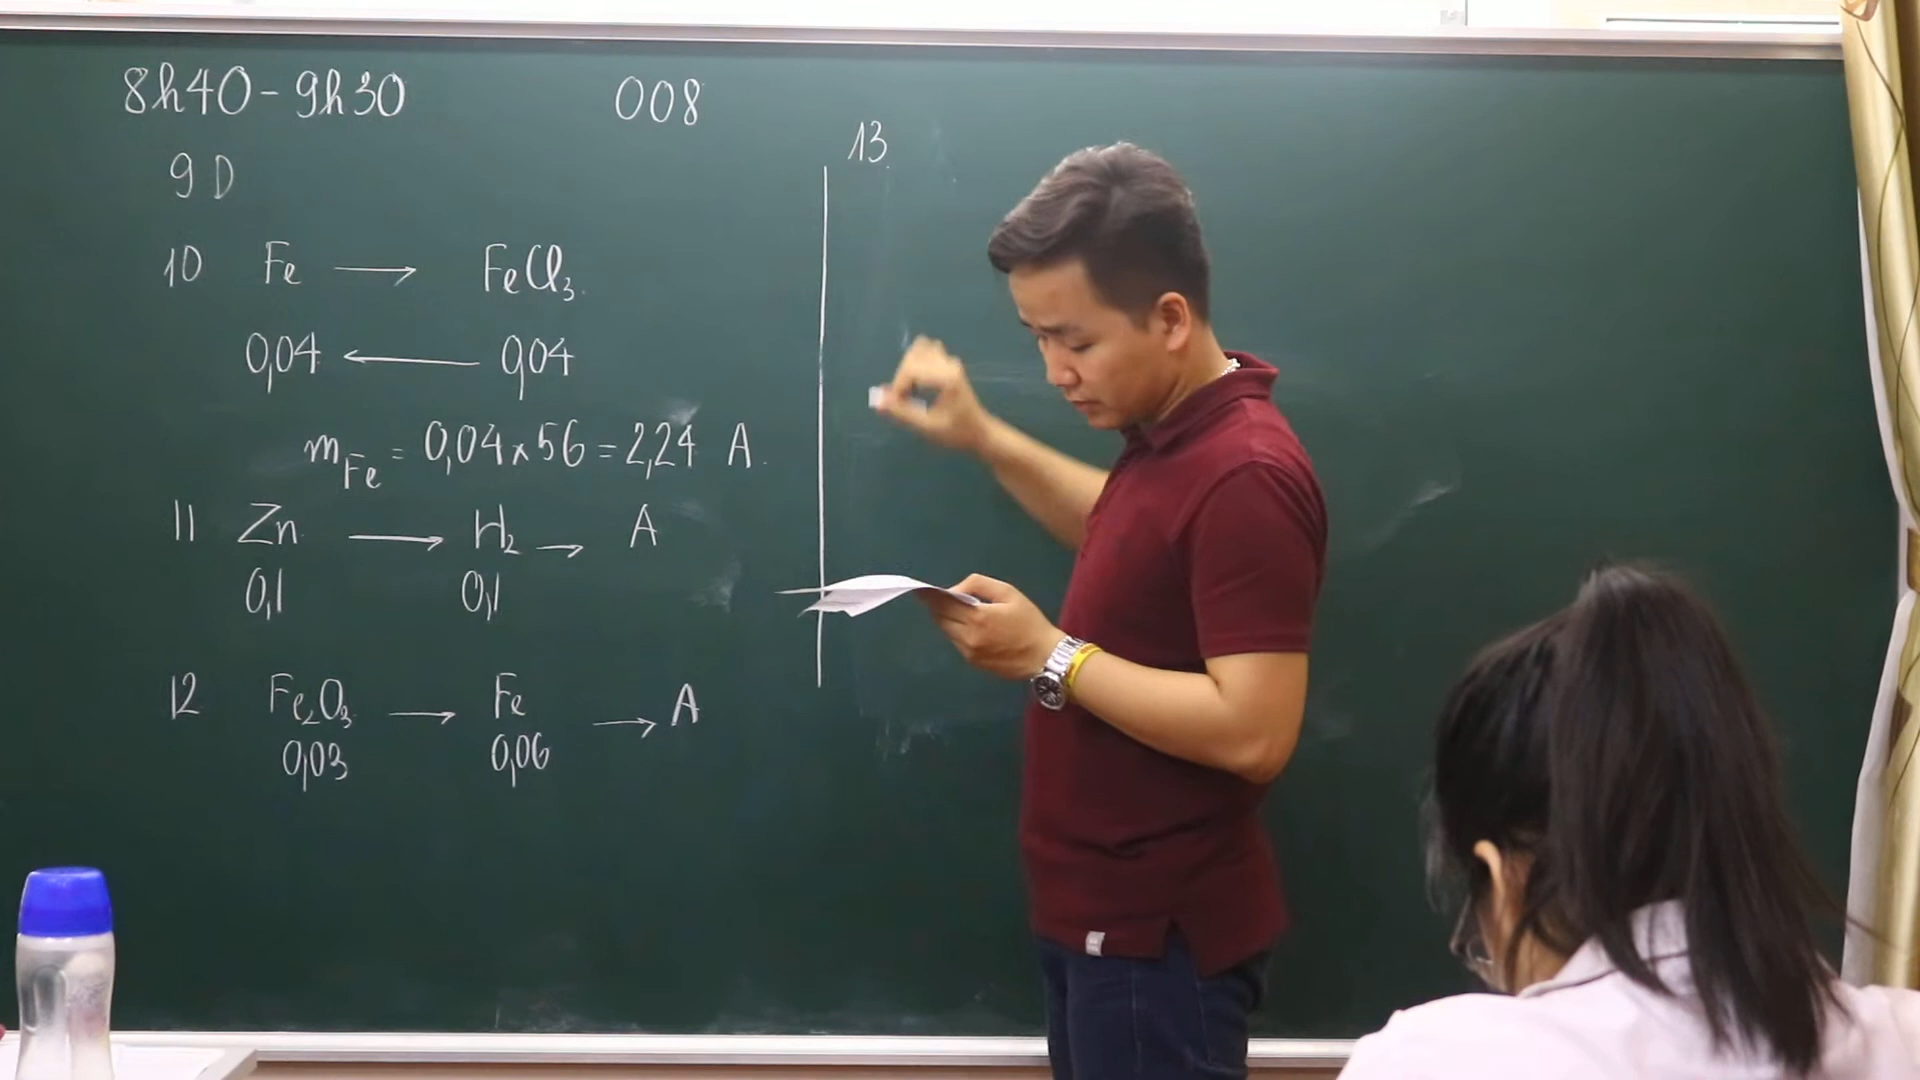 8h40 - 9h30 008
9 D
10 Fe → FeCl₃.
0,04 ← 0,04
m Fe = 0,04 x 56 = 2,24 A.
11 Zn → H₂ → A
0,1 0,1
12 Fe₂O₃ → Fe → A
0,03 0,06
13